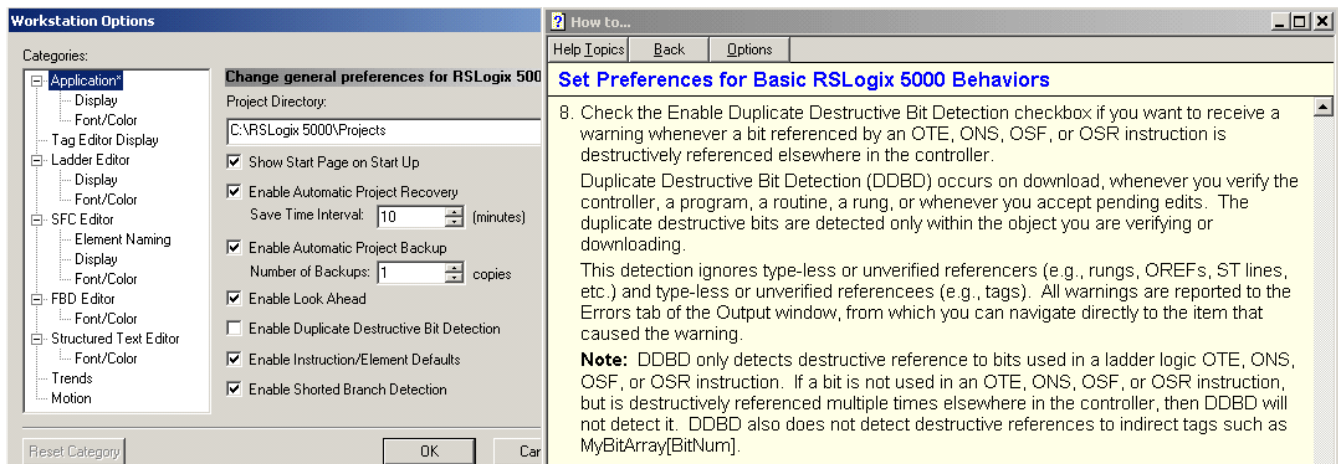 Workstation Options
Categories:
Application*
Display
Font/Color
Tag Editor Display
Ladder Editor
Display
Font/Color
SFC Editor
Element Naming
Display
Font/Color
FBD Editor
Font/Color
Structured Text Editor
Font/Color
Trends
Motion
Change general preferences for RSLogix 500
Project Directory:
C:\RSLogix 5000\Projects
Show Start Page on Start Up
Enable Automatic Project Recovery
Save Time Interval: 10 (minutes)
Enable Automatic Project Backup
Number of Backups: 1 copies
Enable Look Ahead
Enable Duplicate Destructive Bit Detection
Enable Instruction/Element Defaults
Enable Shorted Branch Detection
Reset Category OK Can
? How to...
Help Topics Back Options
Set Preferences for Basic RSLogix 5000 Behaviors
8. Check the Enable Duplicate Destructive Bit Detection checkbox if you want to receive a
warning whenever a bit referenced by an OTE, ONS, OSF, or OSR instruction is
destructively referenced elsewhere in the controller.
Duplicate Destructive Bit Detection (DDBD) occurs on download, whenever you verify the
controller, a program, a routine, a rung, or whenever you accept pending edits. The
duplicate destructive bits are detected only within the object you are verifying or
downloading.
This detection ignores type-less or unverified referencers (e.g., rungs, OREFs, ST lines,
etc.) and type-less or unverified referencees (e.g., tags). All warnings are reported to the
Errors tab of the Output window, from which you can navigate directly to the item that
caused the warning.
Note: DDBD only detects destructive reference to bits used in a ladder logic OTE, ONS,
OSF, or OSR instruction. If a bit is not used in an OTE, ONS, OSF, or OSR instruction,
but is destructively referenced multiple times elsewhere in the controller, then DDBD will
not detect it. DDBD also does not detect destructive references to indirect tags such as
MyBitArray[BitNum].